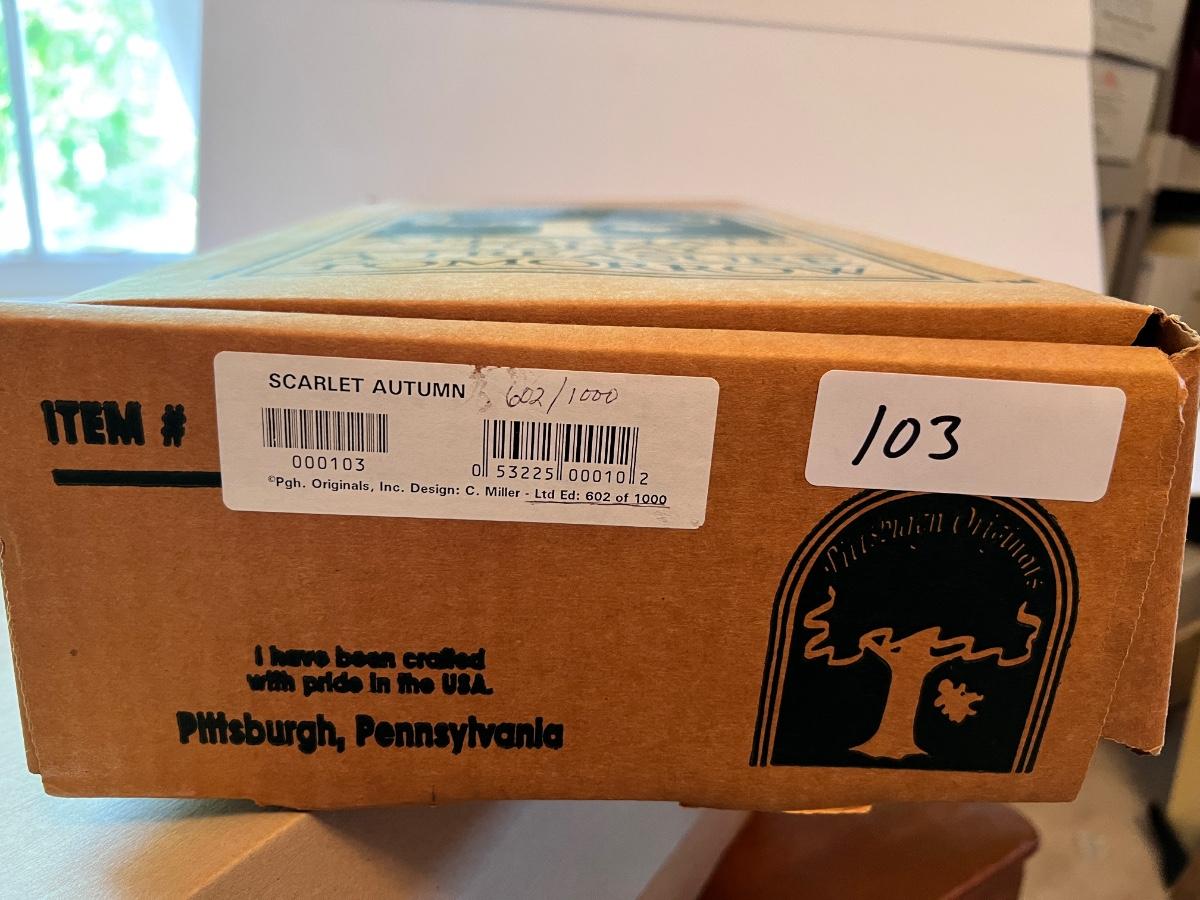 TOMORROW
ITEM #
SCARLET AUTUMN
602/1000
000103
0 53225 00010 2
©Pgh. Originals, Inc. Design: C. Miller - Ltd Ed: 602 of 1000
103
Pittsburgh Originals
I have been crafted
with pride in the USA.
Pittsburgh, Pennsylvania